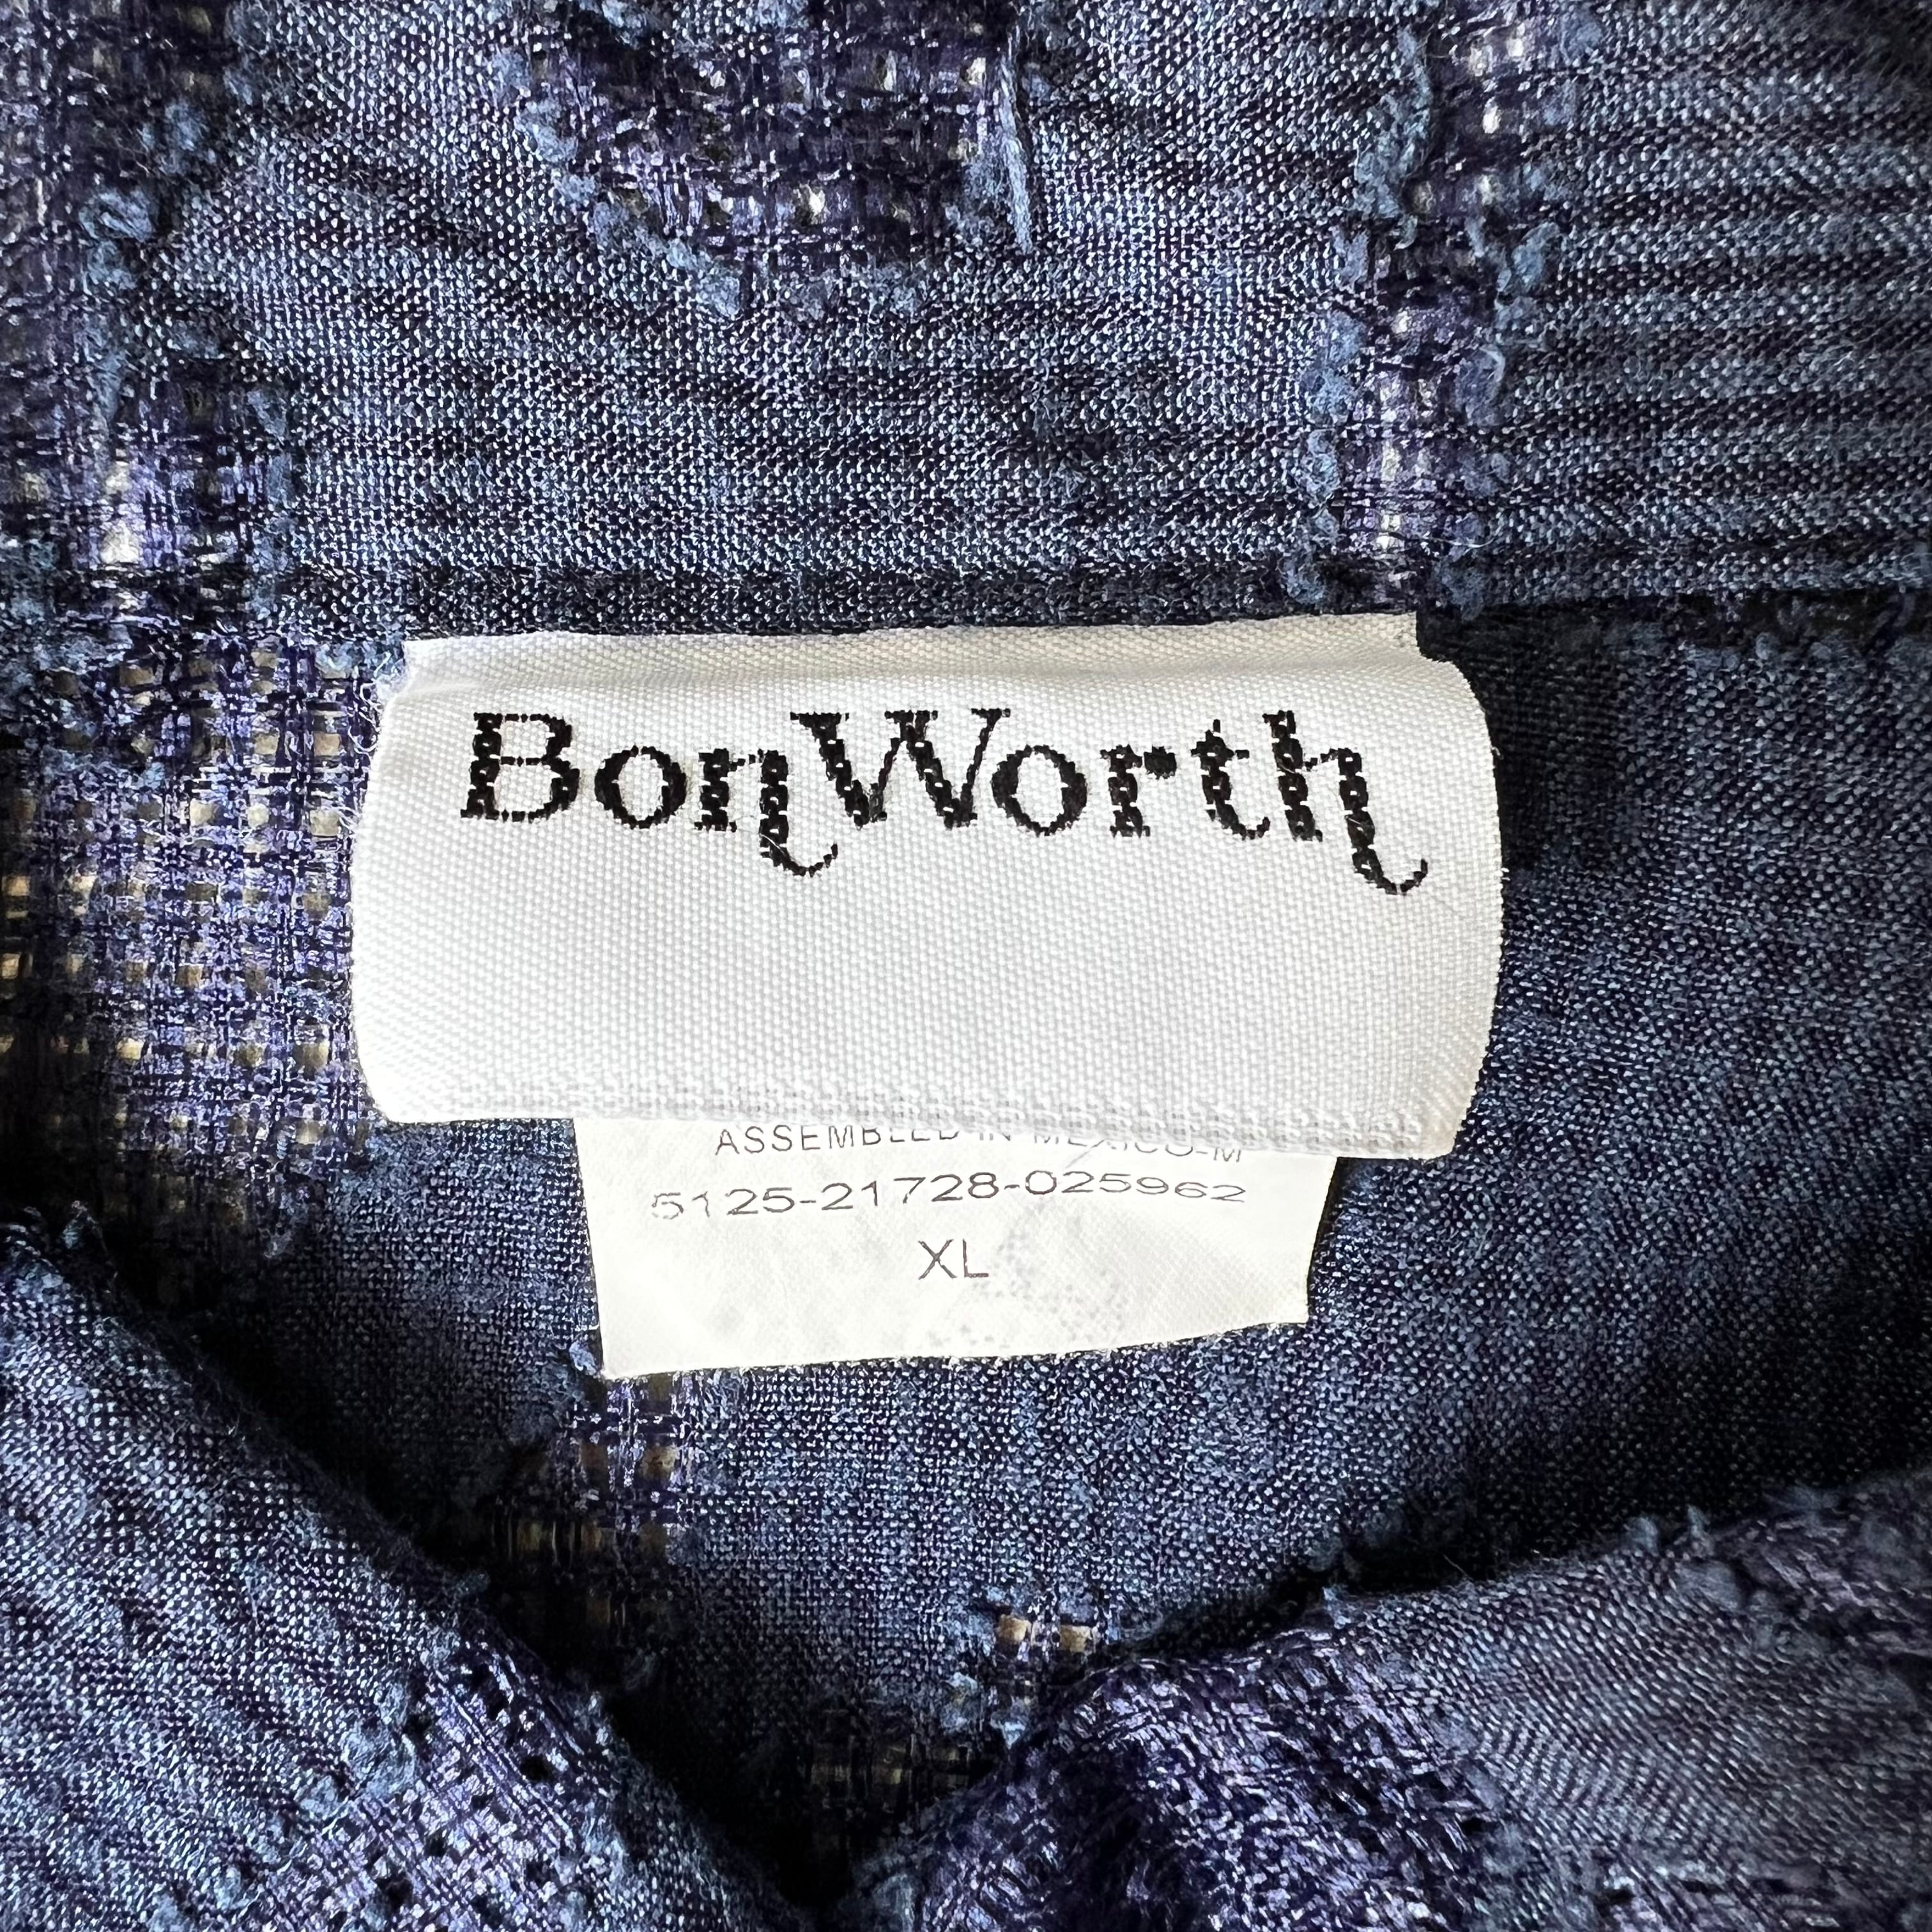 BonWorth
ASSEMBLED IN MEXICO-M
5125-21728-025962
XL